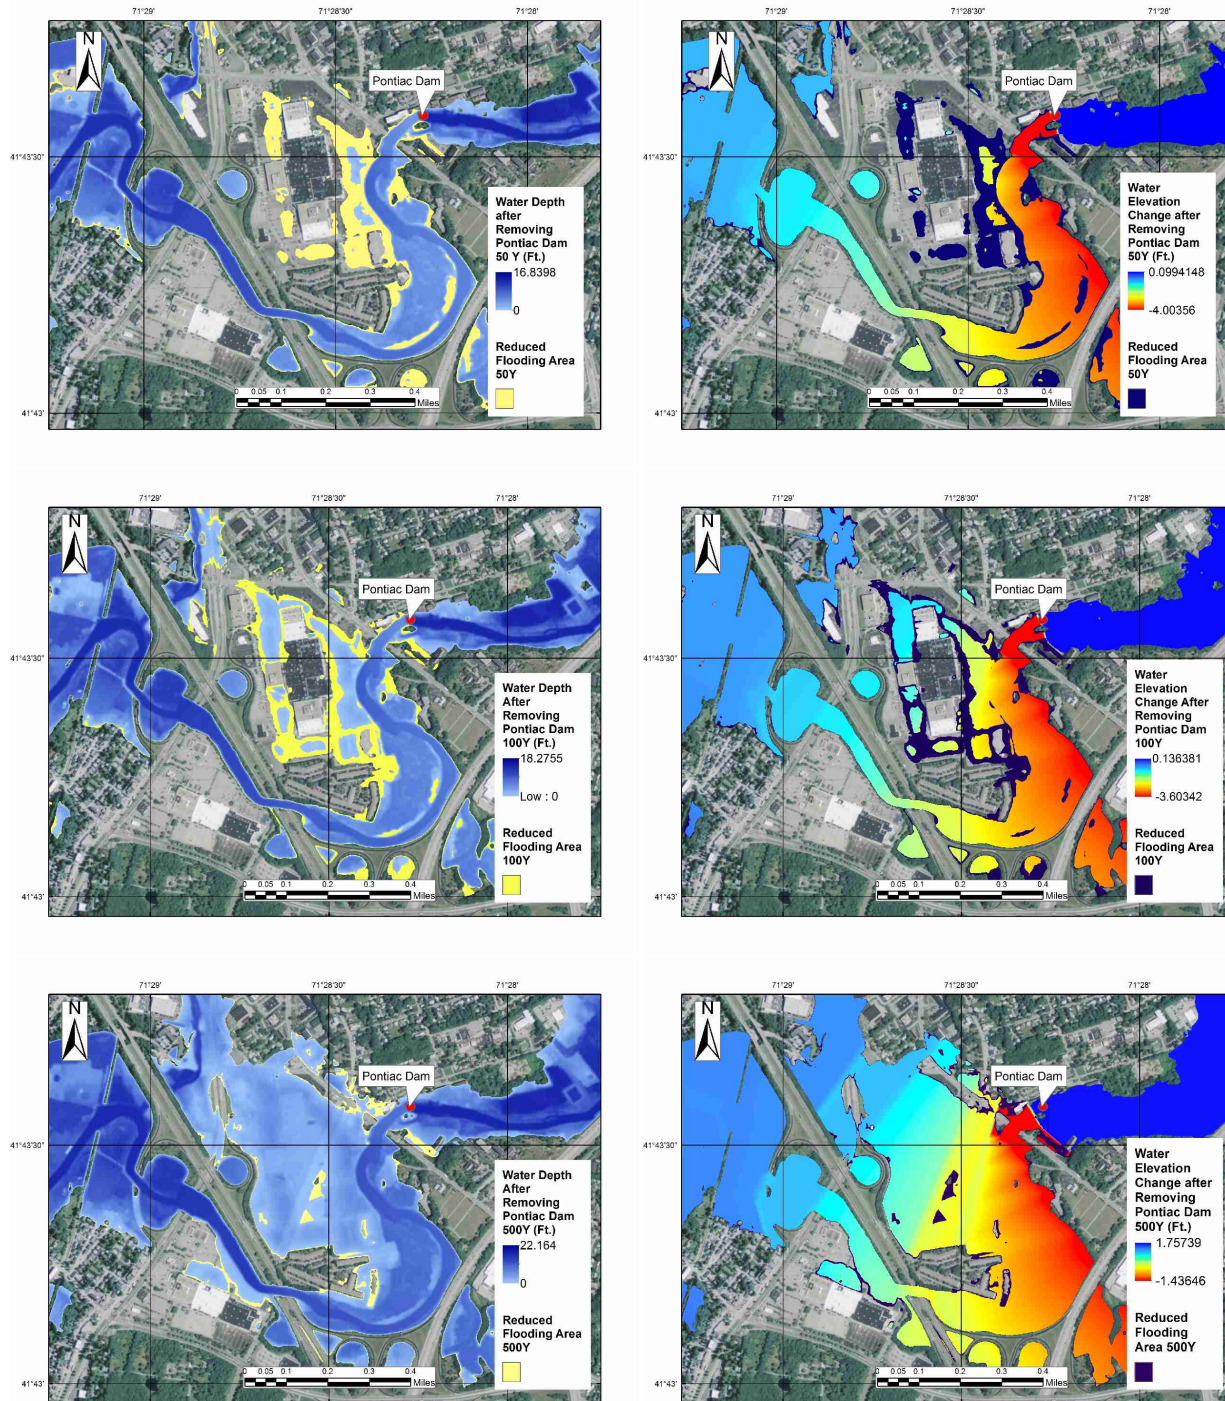 71°29' 71°28'30" 71°28'
N
Pontiac Dam
41°43'30"
Water Depth
after
Removing
Pontiac Dam
50 Y (Ft.)
16.8398
0
Reduced
Flooding Area
50Y
0 0.05 0.1 0.2 0.3 0.4
Miles
41°43'
71°29' 71°28'30" 71°28'
N
Pontiac Dam
41°43'30"
Water
Elevation
Change after
Removing
Pontiac Dam
50Y (Ft.)
0.0994148
-4.00356
Reduced
Flooding Area
50Y
0 0.05 0.1 0.2 0.3 0.4
Miles
41°43'
71°29' 71°28'30" 71°28'
N
Pontiac Dam
41°43'30"
Water Depth
After
Removing
Pontiac Dam
100Y (Ft.)
18.2755
Low : 0
Reduced
Flooding Area
100Y
0 0.05 0.1 0.2 0.3 0.4
Miles
41°43'
71°29' 71°28'30" 71°28'
N
Pontiac Dam
41°43'30"
Water
Elevation
Change After
Removing
Pontiac Dam
100Y
0.136381
-3.60342
Reduced
Flooding Area
100Y
0 0.05 0.1 0.2 0.3 0.4
Miles
41°43'
71°29' 71°28'30" 71°28'
N
Pontiac Dam
41°43'30"
Water Depth
After
Removing
Pontiac Dam
500Y (Ft.)
22.164
0
Reduced
Flooding Area
500Y
0 0.05 0.1 0.2 0.3 0.4
Miles
41°43'
71°29' 71°28'30" 71°28'
N
Pontiac Dam
41°43'30"
Water
Elevation
Change after
Removing
Pontiac Dam
500Y (Ft.)
1.75739
-1.43646
Reduced
Flooding
Area 500Y
0 0.05 0.1 0.2 0.3 0.4
Miles
41°43'